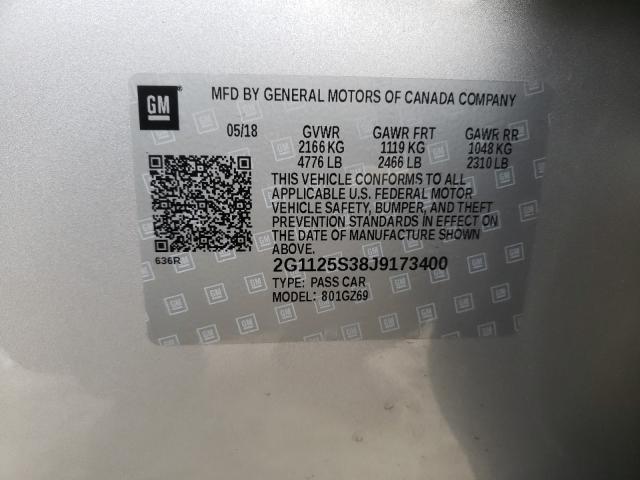 GM
MFD BY GENERAL MOTORS OF CANADA COMPANY
05/18 GVWR GAWR FRT GAWR RR
2166 KG 1119 KG 1048 KG
4776 LB 2466 LB 2310 LB
THIS VEHICLE CONFORMS TO ALL
APPLICABLE U.S. FEDERAL MOTOR
VEHICLE SAFETY, BUMPER, AND THEFT
PREVENTION STANDARDS IN EFFECT ON
THE DATE OF MANUFACTURE SHOWN
ABOVE.
636R
2G1125S38J9173400
TYPE: PASS CAR
MODEL: 801GZ69